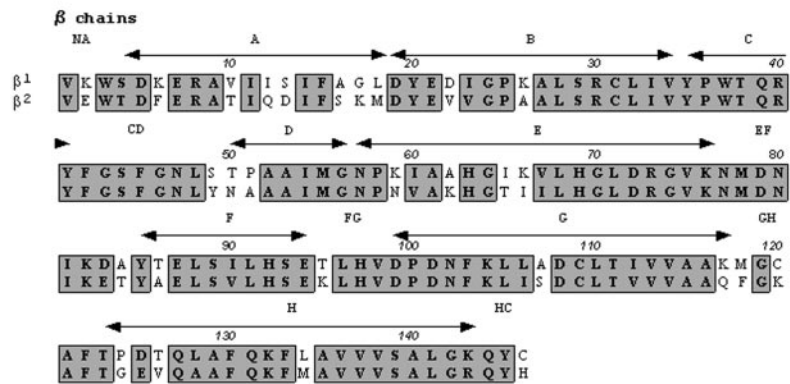 β chains
NA A B C
10 20 30 40
β1 V K W S D K E R A V I I S I F A G L D Y E D I G P K A L S R C L I V Y P W T Q R
β2 V E W T D F E R A T I Q D I F S K M D Y E V V G P A A L S R C L I V Y P W T Q R
CD D E EF
50 60 70 80
Y F G S F G N L S T P A A I M G N P K I A A H G I K V L H G L D R G V K N M D N
Y F G S F G N L Y N A A A I M G N P N V A K H G T I I L H G L D R G V K N M D N
F FG G GH
90 100 110 120
I K D A Y T E L S I L H S E T L H V D P D N F K L L A D C L T I V V A A K M G C
I K E T Y A E L S V L H S E K L H V D P D N F K L I S D C L T V V V A A Q F G K
H HC
130 140
A F T P D T Q L A F Q K F L A V V V S A L G K Q Y C
A F T G E V Q A A F Q K F M A V V V S A L G R Q Y H